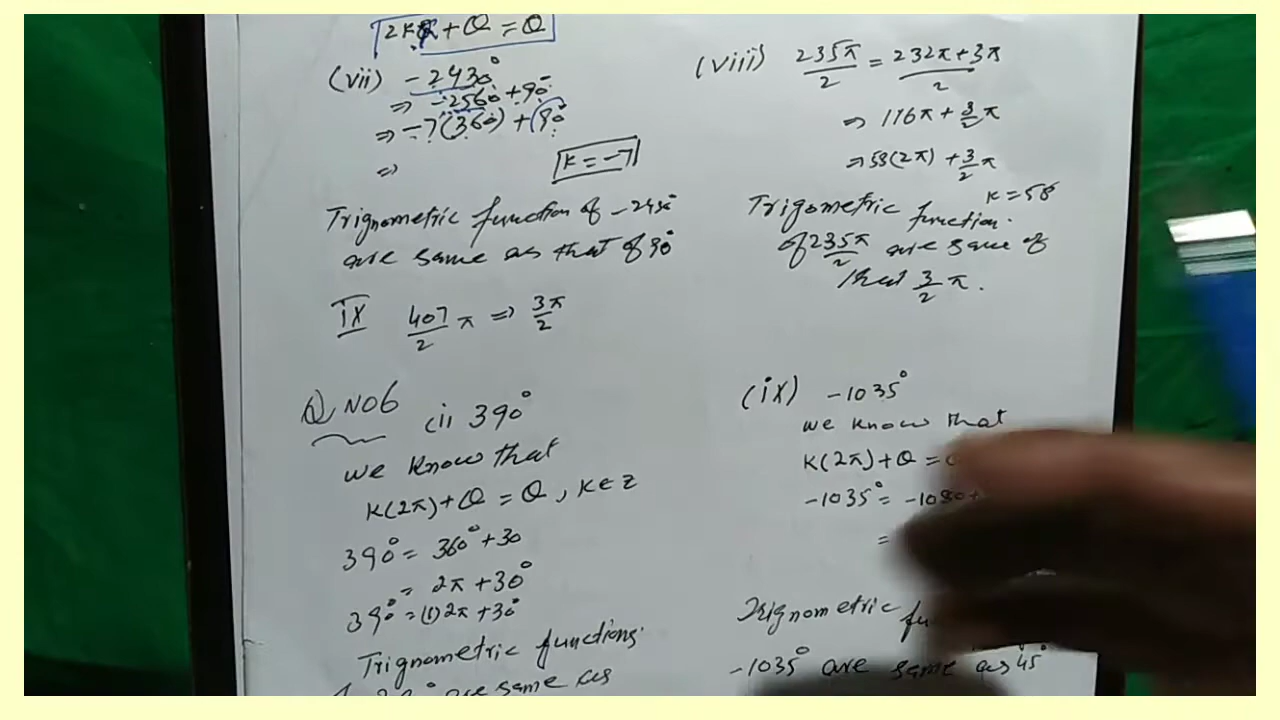 2kπ + θ = θ
(vii) -2430°
⇒ -2560 + 90°
⇒ -7(360) + (90°
⇒
k = -7
Trignometric function of -2430°
are same as that of 90°
IX 407/2 π ⇒ 3π/2
(viii) 235π/2 = 232π+3π/2
⇒ 116π + 3/2 π
⇒ 58(2π) + 3/2 π
k = 58
Trigometric function.
of 235π/2 are same of
that 3/2 π.
Q, NO6 (i) 390°
we know that
k(2π)+θ = θ, k∈Z
390° = 360° + 30
= 2π + 30°
390° = (1)2π + 30°
Trignometric functions.
are same as
(ix) -1035°
we know that
k(2π)+θ =
-1035° = -1080+
=
Trignometric
-1035° are same as 45°